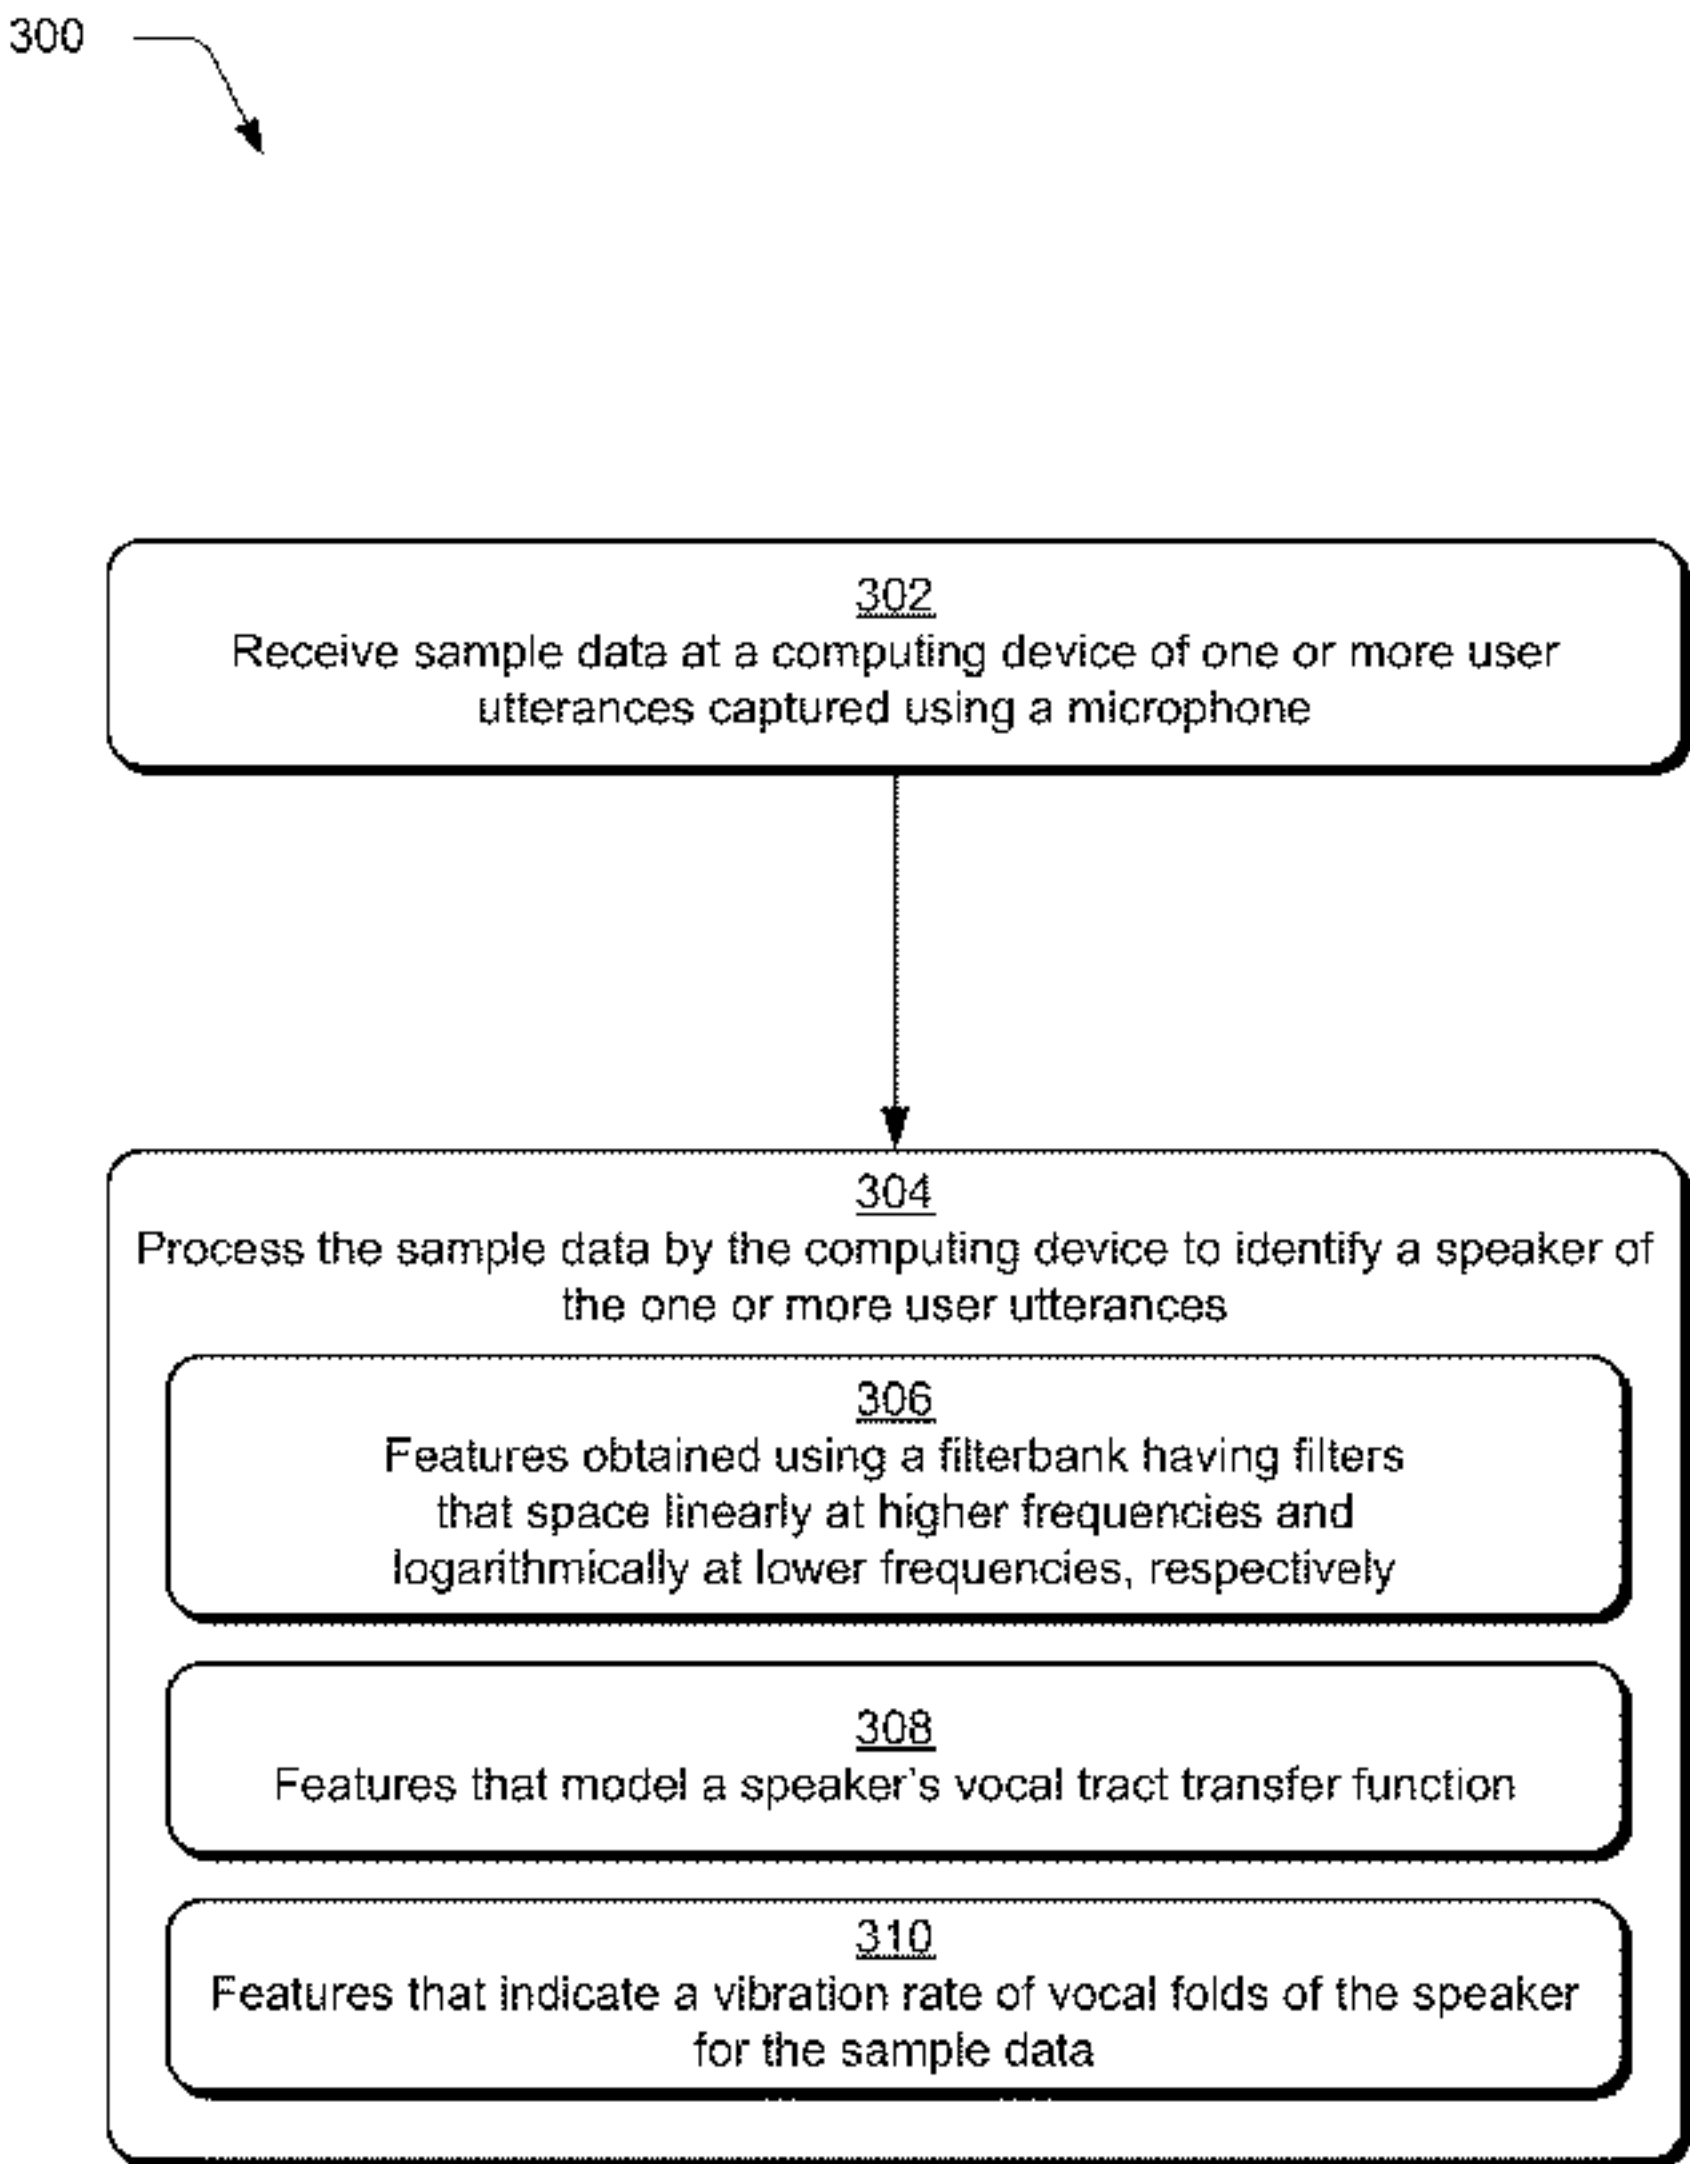 300
302
Receive sample data at a computing device of one or more user
utterances captured using a microphone
304
Process the sample data by the computing device to identify a speaker of
the one or more user utterances
306
Features obtained using a filterbank having filters
that space linearly at higher frequencies and
logarithmically at lower frequencies, respectively
308
Features that model a speaker's vocal tract transfer function
310
Features that indicate a vibration rate of vocal folds of the speaker
for the sample data